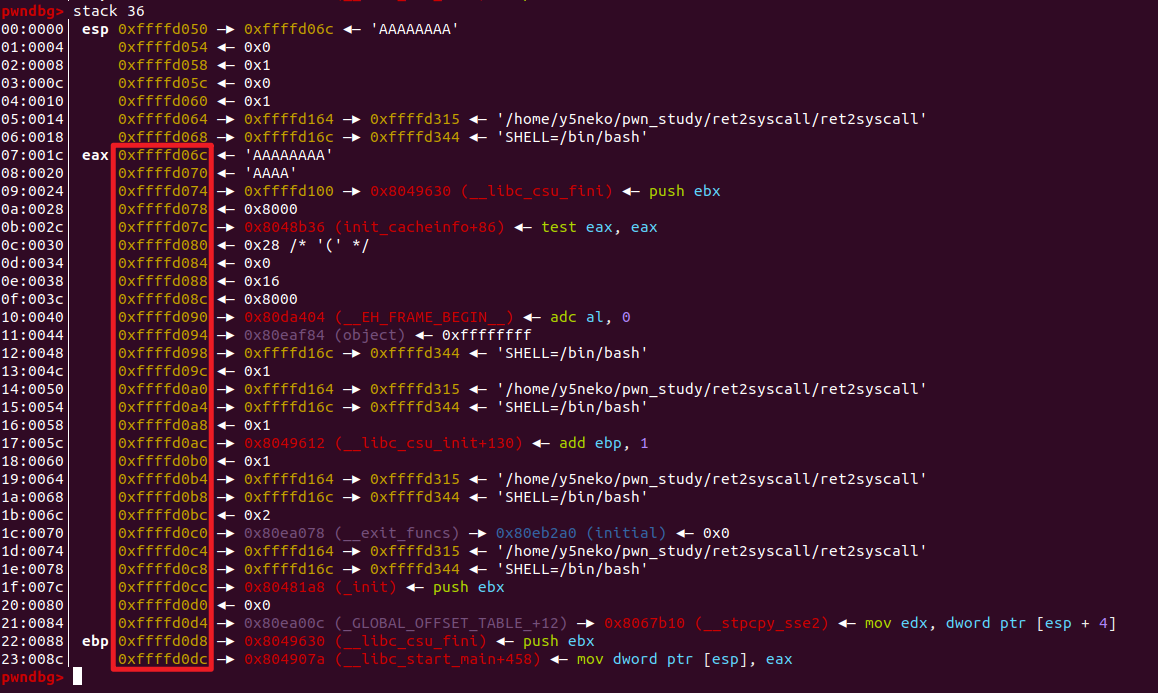 pwndbg> stack 36
00:0000│ esp 0xffffd050 —▸ 0xffffd06c ◂— 'AAAAAAAA'
01:0004│     0xffffd054 ◂— 0x0
02:0008│     0xffffd058 ◂— 0x1
03:000c│     0xffffd05c ◂— 0x0
04:0010│     0xffffd060 ◂— 0x1
05:0014│     0xffffd064 —▸ 0xffffd164 —▸ 0xffffd315 ◂— '/home/y5neko/pwn_study/ret2syscall/ret2syscall'
06:0018│     0xffffd068 —▸ 0xffffd16c —▸ 0xffffd344 ◂— 'SHELL=/bin/bash'
07:001c│ eax 0xffffd06c ◂— 'AAAAAAAA'
08:0020│     0xffffd070 ◂— 'AAAA'
09:0024│     0xffffd074 —▸ 0xffffd100 —▸ 0x8049630 (__libc_csu_fini) ◂— push ebx
0a:0028│     0xffffd078 ◂— 0x8000
0b:002c│     0xffffd07c —▸ 0x8048b36 (init_cacheinfo+86) ◂— test eax, eax
0c:0030│     0xffffd080 ◂— 0x28 /* '(' */
0d:0034│     0xffffd084 ◂— 0x0
0e:0038│     0xffffd088 ◂— 0x16
0f:003c│     0xffffd08c ◂— 0x8000
10:0040│     0xffffd090 —▸ 0x80da404 (__EH_FRAME_BEGIN__) ◂— adc al, 0
11:0044│     0xffffd094 —▸ 0x80eaf84 (object) ◂— 0xffffffff
12:0048│     0xffffd098 —▸ 0xffffd16c —▸ 0xffffd344 ◂— 'SHELL=/bin/bash'
13:004c│     0xffffd09c ◂— 0x1
14:0050│     0xffffd0a0 —▸ 0xffffd164 —▸ 0xffffd315 ◂— '/home/y5neko/pwn_study/ret2syscall/ret2syscall'
15:0054│     0xffffd0a4 —▸ 0xffffd16c —▸ 0xffffd344 ◂— 'SHELL=/bin/bash'
16:0058│     0xffffd0a8 ◂— 0x1
17:005c│     0xffffd0ac —▸ 0x8049612 (__libc_csu_init+130) ◂— add ebp, 1
18:0060│     0xffffd0b0 ◂— 0x1
19:0064│     0xffffd0b4 —▸ 0xffffd164 —▸ 0xffffd315 ◂— '/home/y5neko/pwn_study/ret2syscall/ret2syscall'
1a:0068│     0xffffd0b8 —▸ 0xffffd16c —▸ 0xffffd344 ◂— 'SHELL=/bin/bash'
1b:006c│     0xffffd0bc ◂— 0x2
1c:0070│     0xffffd0c0 —▸ 0x80ea078 (__exit_funcs) —▸ 0x80eb2a0 (initial) ◂— 0x0
1d:0074│     0xffffd0c4 —▸ 0xffffd164 —▸ 0xffffd315 ◂— '/home/y5neko/pwn_study/ret2syscall/ret2syscall'
1e:0078│     0xffffd0c8 —▸ 0xffffd16c —▸ 0xffffd344 ◂— 'SHELL=/bin/bash'
1f:007c│     0xffffd0cc —▸ 0x80481a8 (_init) ◂— push ebx
20:0080│     0xffffd0d0 ◂— 0x0
21:0084│     0xffffd0d4 —▸ 0x80ea00c (_GLOBAL_OFFSET_TABLE_+12) —▸ 0x8067b10 (__stpcpy_sse2) ◂— mov edx, dword ptr [esp + 4]
22:0088│ ebp 0xffffd0d8 —▸ 0x8049630 (__libc_csu_fini) ◂— push ebx
23:008c│     0xffffd0dc —▸ 0x804907a (__libc_start_main+458) ◂— mov dword ptr [esp], eax
pwndbg>